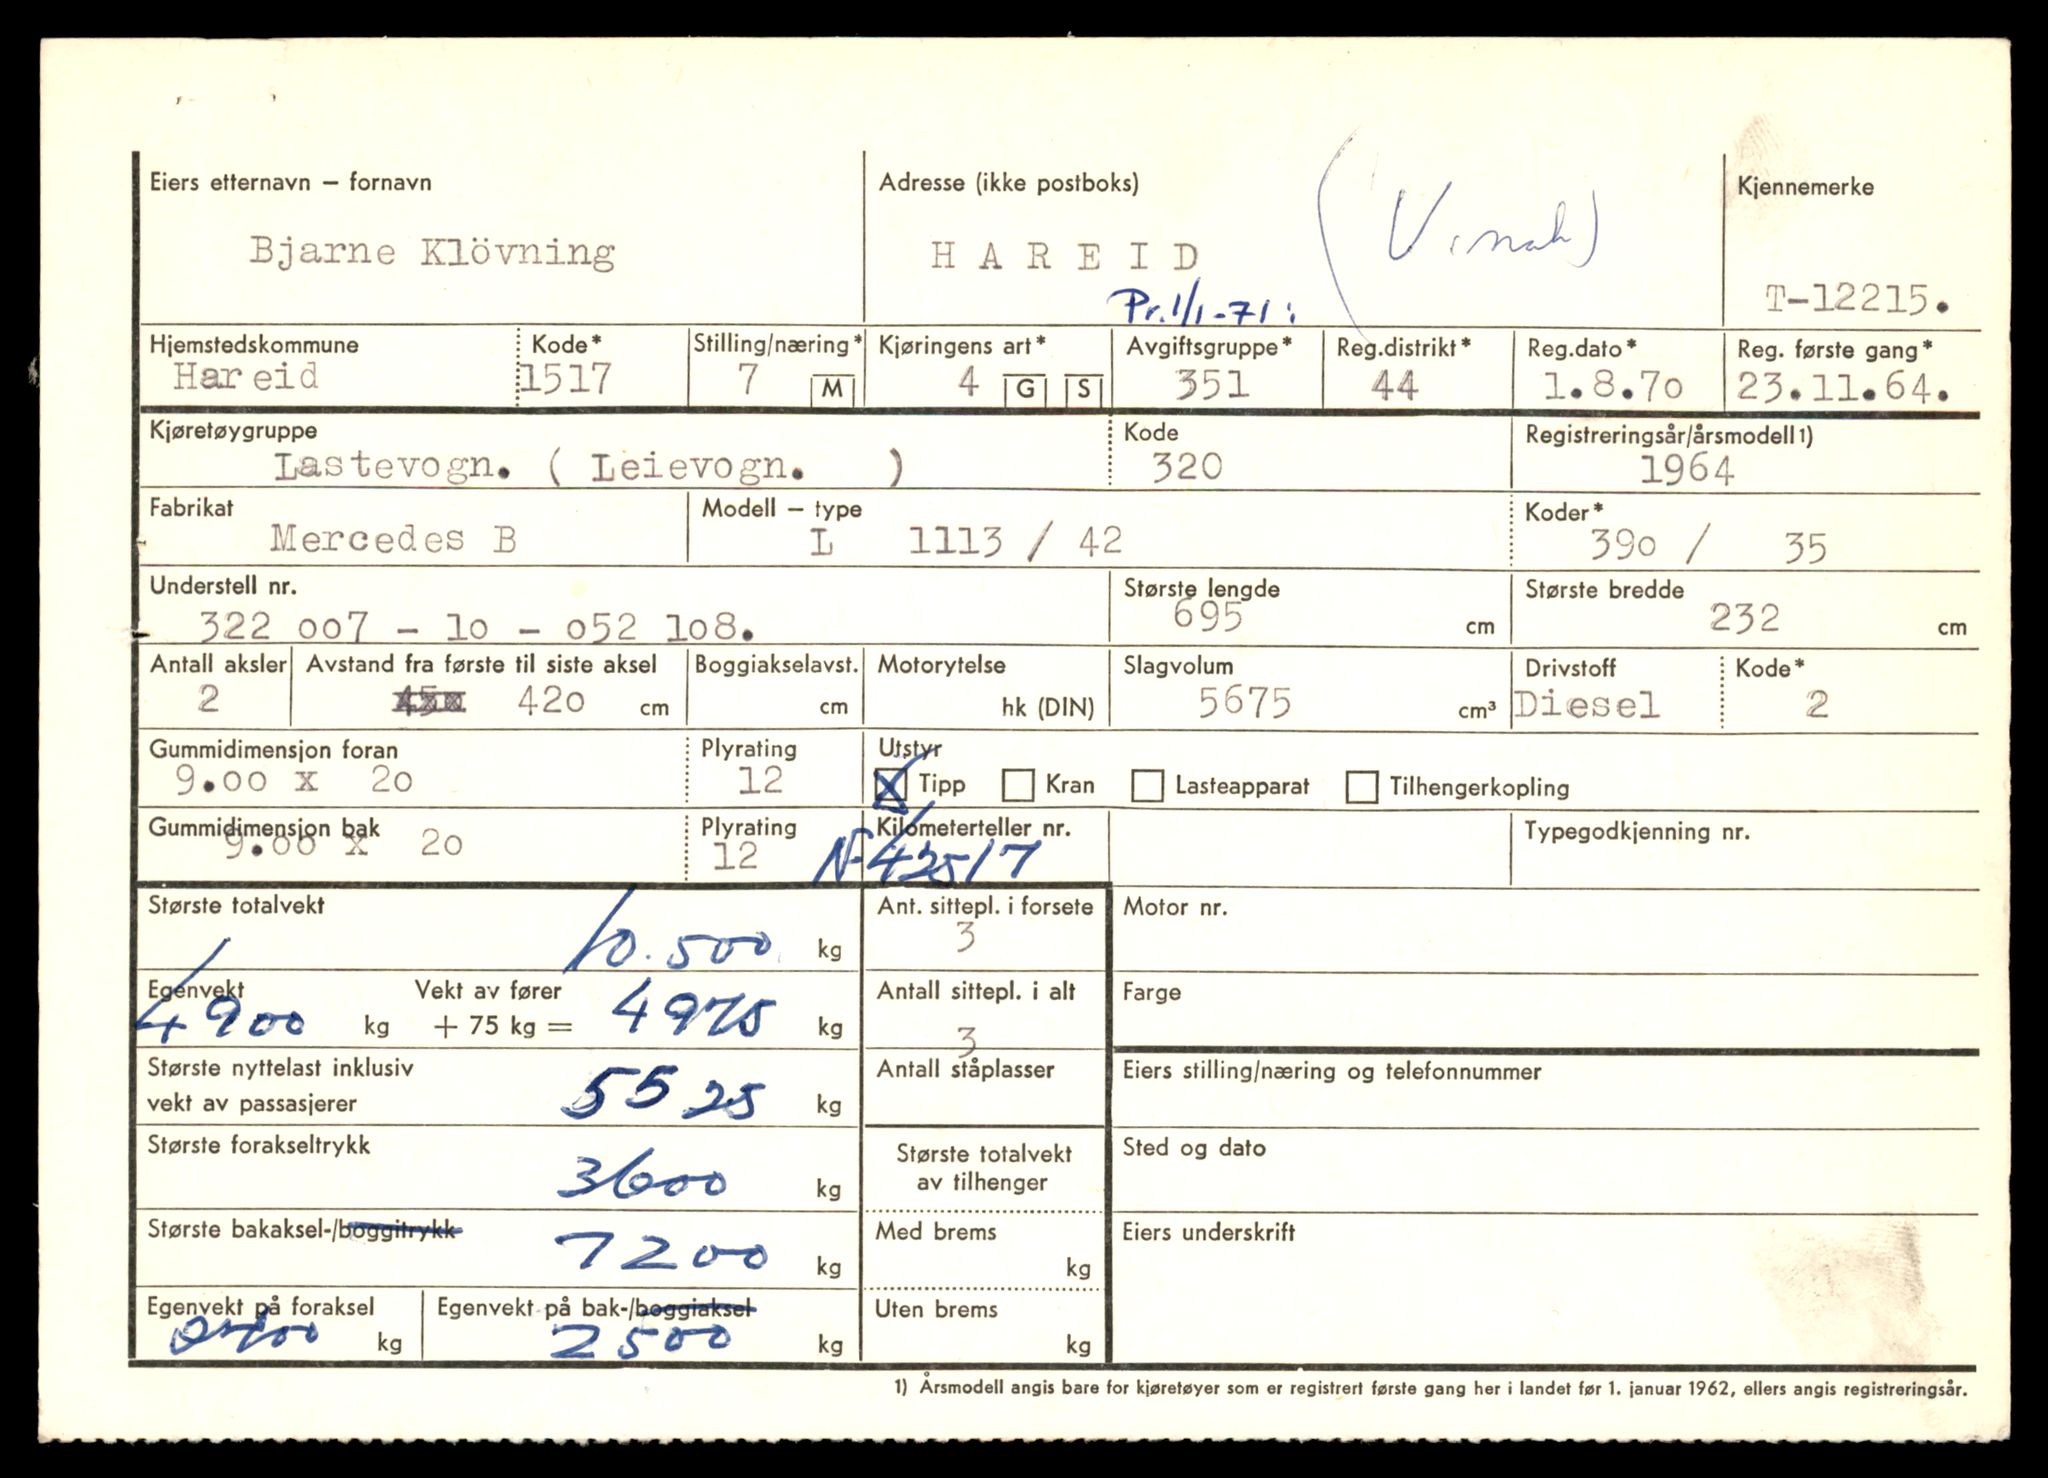 Eiers etternavn – fornavn Adresse (ikke postboks) Kjennemerke
Bjarne Klövning HAREID T-12215.
Pr. 1/1-71:
Hjemstedskommune Kode* Stilling/næring* Kjøringens art* Avgiftsgruppe* Reg.distrikt* Reg.dato* Reg. første gang*
Hareid 1517 7 M 4 G S 351 44 1.8.70 23.11.64.
Kjøretøygruppe Kode Registreringsår/årsmodell1)
Lastevogn. ( Leievogn. ) 320 1964
Fabrikat Modell – type Koder*
Mercedes B L 1113 / 42 390 / 35
Understell nr. Største lengde Største bredde
322 007 - 10 - 052 108. 695 cm 232 cm
Antall aksler Avstand fra første til siste aksel Boggiakselavst. Motorytelse Slagvolum Drivstoff Kode*
2 450 420 cm cm hk (DIN) 5675 cm³ Diesel 2
Gummidimensjon foran Plyrating Utstyr
9.00 x 20 12 Tipp Kran Lasteapparat Tilhengerkopling
Gummidimensjon bak Plyrating Kilometerteller nr. Typegodkjenning nr.
9.00 x 20 12 N-42517
Største totalvekt Ant. sittepl. i forsete Motor nr.
10.500 kg 3
Egenvekt Vekt av fører Antall sittepl. i alt Farge
4900 kg + 75 kg = 4975 kg 3
Største nyttelast inklusiv Antall ståplasser Eiers stilling/næring og telefonnummer
vekt av passasjerer 5525 kg
Største forakseltrykk Største totalvekt Sted og dato
3600 kg av tilhenger
Største bakaksel-/boggitrykk Med brems Eiers underskrift
7200 kg kg
Egenvekt på foraksel Egenvekt på bak-/boggiaksel Uten brems
kg 2500 kg kg
1) Årsmodell angis bare for kjøretøyer som er registrert første gang her i landet før 1. januar 1962, ellers angis registreringsår.